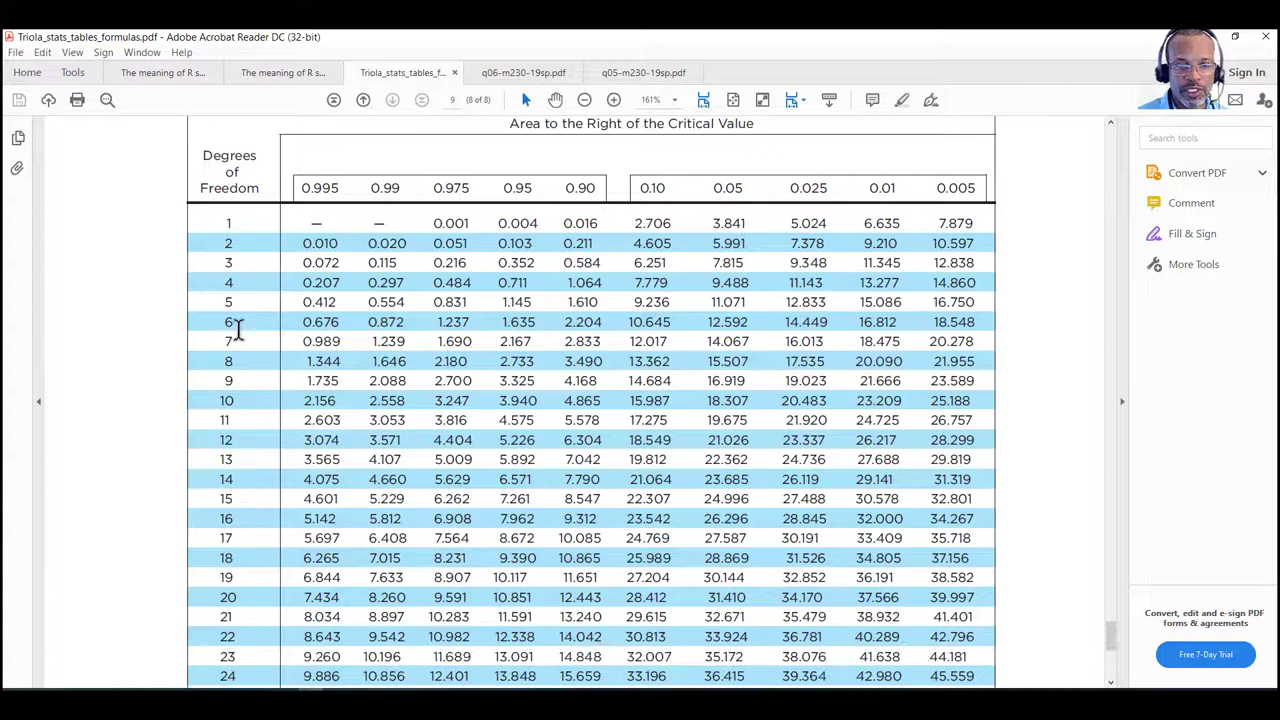 Triola_stats_tables_formulas.pdf - Adobe Acrobat Reader DC (32-bit)
File Edit View Sign Window Help
Home Tools The meaning of R s... The meaning of R s... Triola_stats_tables_f... × q06-m230-19sp.pdf q05-m230-19sp.pdf Sign In
9 (8 of 8) 161%
Area to the Right of the Critical Value
Degrees
of
Freedom 0.995 0.99 0.975 0.95 0.90 0.10 0.05 0.025 0.01 0.005
1 — — 0.001 0.004 0.016 2.706 3.841 5.024 6.635 7.879
2 0.010 0.020 0.051 0.103 0.211 4.605 5.991 7.378 9.210 10.597
3 0.072 0.115 0.216 0.352 0.584 6.251 7.815 9.348 11.345 12.838
4 0.207 0.297 0.484 0.711 1.064 7.779 9.488 11.143 13.277 14.860
5 0.412 0.554 0.831 1.145 1.610 9.236 11.071 12.833 15.086 16.750
6 0.676 0.872 1.237 1.635 2.204 10.645 12.592 14.449 16.812 18.548
7 0.989 1.239 1.690 2.167 2.833 12.017 14.067 16.013 18.475 20.278
8 1.344 1.646 2.180 2.733 3.490 13.362 15.507 17.535 20.090 21.955
9 1.735 2.088 2.700 3.325 4.168 14.684 16.919 19.023 21.666 23.589
10 2.156 2.558 3.247 3.940 4.865 15.987 18.307 20.483 23.209 25.188
11 2.603 3.053 3.816 4.575 5.578 17.275 19.675 21.920 24.725 26.757
12 3.074 3.571 4.404 5.226 6.304 18.549 21.026 23.337 26.217 28.299
13 3.565 4.107 5.009 5.892 7.042 19.812 22.362 24.736 27.688 29.819
14 4.075 4.660 5.629 6.571 7.790 21.064 23.685 26.119 29.141 31.319
15 4.601 5.229 6.262 7.261 8.547 22.307 24.996 27.488 30.578 32.801
16 5.142 5.812 6.908 7.962 9.312 23.542 26.296 28.845 32.000 34.267
17 5.697 6.408 7.564 8.672 10.085 24.769 27.587 30.191 33.409 35.718
18 6.265 7.015 8.231 9.390 10.865 25.989 28.869 31.526 34.805 37.156
19 6.844 7.633 8.907 10.117 11.651 27.204 30.144 32.852 36.191 38.582
20 7.434 8.260 9.591 10.851 12.443 28.412 31.410 34.170 37.566 39.997
21 8.034 8.897 10.283 11.591 13.240 29.615 32.671 35.479 38.932 41.401
22 8.643 9.542 10.982 12.338 14.042 30.813 33.924 36.781 40.289 42.796
23 9.260 10.196 11.689 13.091 14.848 32.007 35.172 38.076 41.638 44.181
24 9.886 10.856 12.401 13.848 15.659 33.196 36.415 39.364 42.980 45.559
Search tools
Convert PDF
Comment
Fill & Sign
More Tools
Convert, edit and e-sign PDF
forms & agreements
Free 7-Day Trial